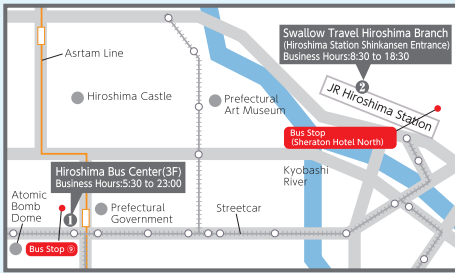 Swallow Travel Hiroshima Branch
(Hiroshima Station Shinkansen Entrance)
Business Hours:8:30 to 18:30
Asrtam Line
2
JR Hiroshima Station
Hiroshima Castle
Prefectural
Art Museum
Bus Stop
(Sheraton Hotel North)
Hiroshima Bus Center(3F)
Business Hours:5:30 to 23:00
Kyobashi
River
Atomic
Bomb
Dome
1
Prefectural
Government
Streetcar
Bus Stop ⑨